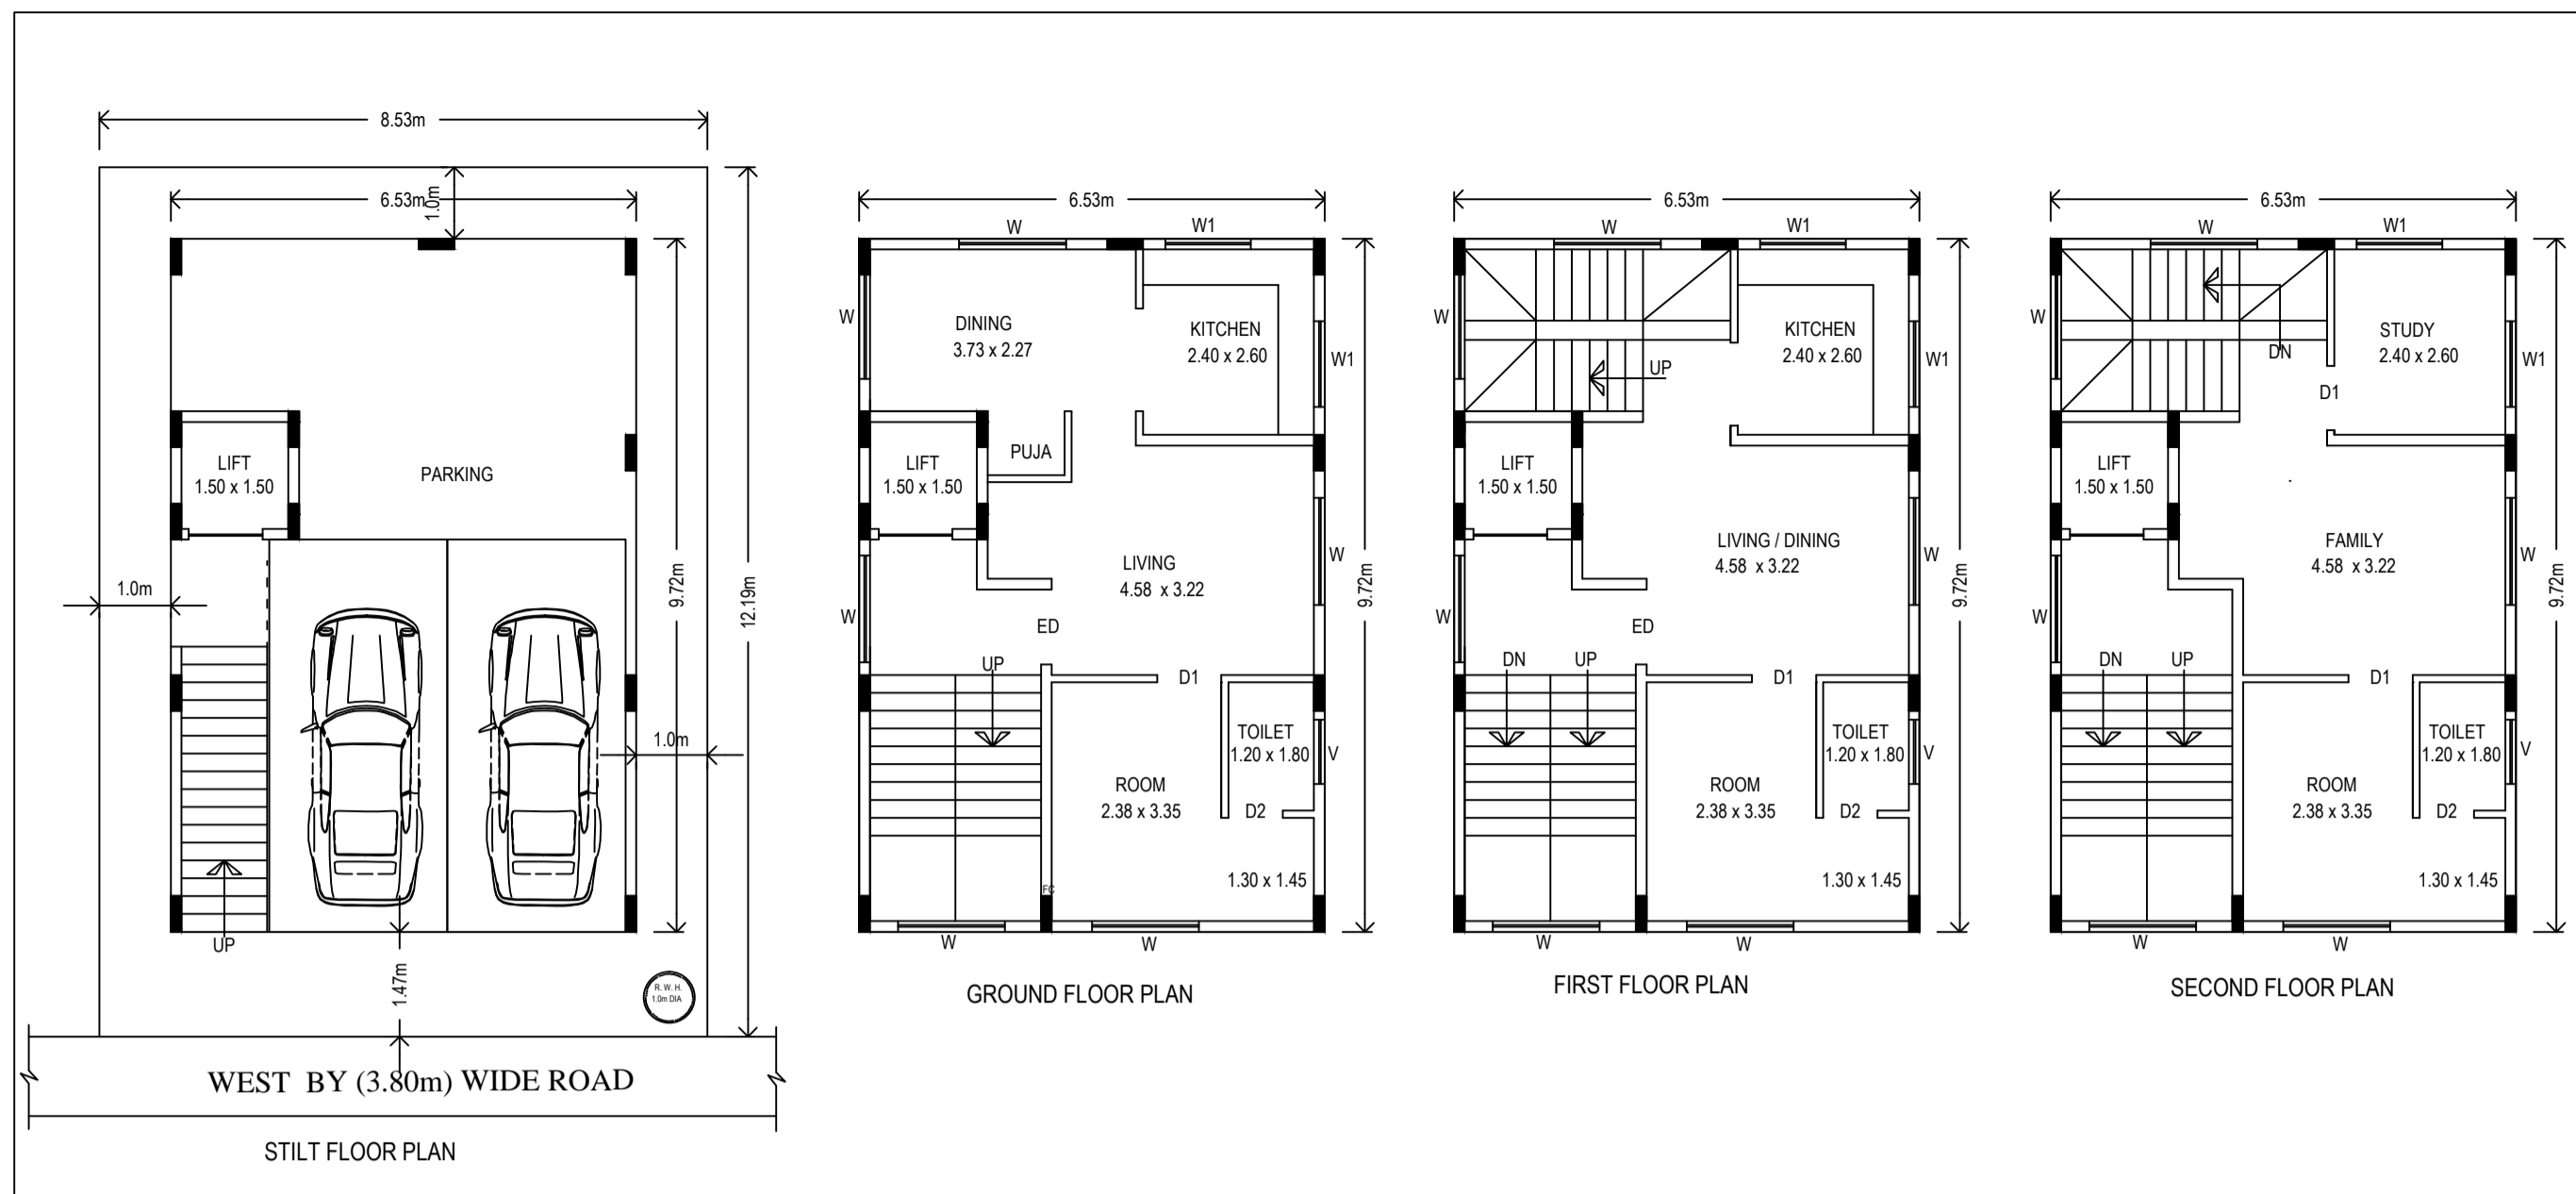 8.53m
6.53m
1.0m
LIFT
1.50 x 1.50
PARKING
1.0m
9.72m
12.19m
1.0m
UP
1.47m
R. W. H.
1.0m DIA
WEST BY (3.80m) WIDE ROAD
STILT FLOOR PLAN
6.53m
W
W1
W
DINING
3.73 x 2.27
KITCHEN
2.40 x 2.60
W1
LIFT
1.50 x 1.50
PUJA
LIVING
4.58 x 3.22
W
9.72m
W
ED
UP
D1
TOILET
1.20 x 1.80
V
ROOM
2.38 x 3.35
D2
1.30 x 1.45
FC
W
W
GROUND FLOOR PLAN
6.53m
W
W1
W
KITCHEN
2.40 x 2.60
W1
UP
LIFT
1.50 x 1.50
LIVING / DINING
4.58 x 3.22
W
9.72m
W
ED
DN
UP
D1
TOILET
1.20 x 1.80
V
ROOM
2.38 x 3.35
D2
1.30 x 1.45
W
W
FIRST FLOOR PLAN
6.53m
W
W1
W
STUDY
2.40 x 2.60
W1
DN
D1
LIFT
1.50 x 1.50
FAMILY
4.58 x 3.22
W
9.72m
W
DN
UP
D1
TOILET
1.20 x 1.80
V
ROOM
2.38 x 3.35
D2
1.30 x 1.45
W
W
SECOND FLOOR PLAN